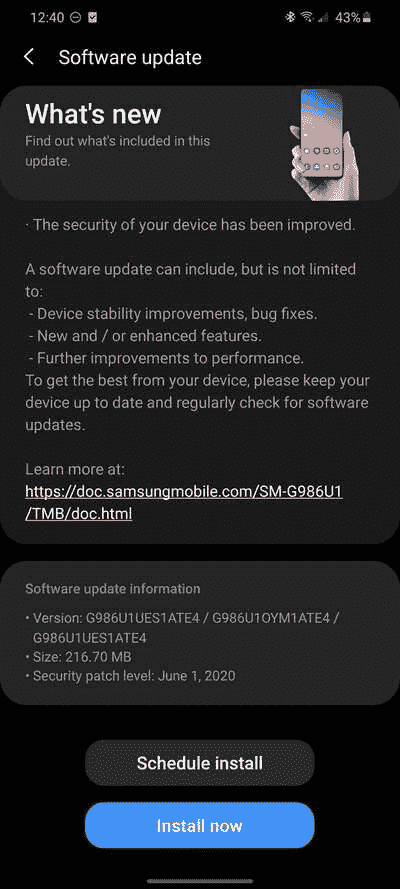 12:40 43%
Software update
What's new
Find out what's included in this
update.
· The security of your device has been improved.
A software update can include, but is not limited
to:
- Device stability improvements, bug fixes.
- New and / or enhanced features.
- Further improvements to performance.
To get the best from your device, please keep your
device up to date and regularly check for software
updates.
Learn more at:
https://doc.samsungmobile.com/SM-G986U1
/TMB/doc.html
Software update information
• Version: G986U1UES1ATE4 / G986U1OYM1ATE4 /
G986U1UES1ATE4
• Size: 216.70 MB
• Security patch level: June 1, 2020
Schedule install
Install now